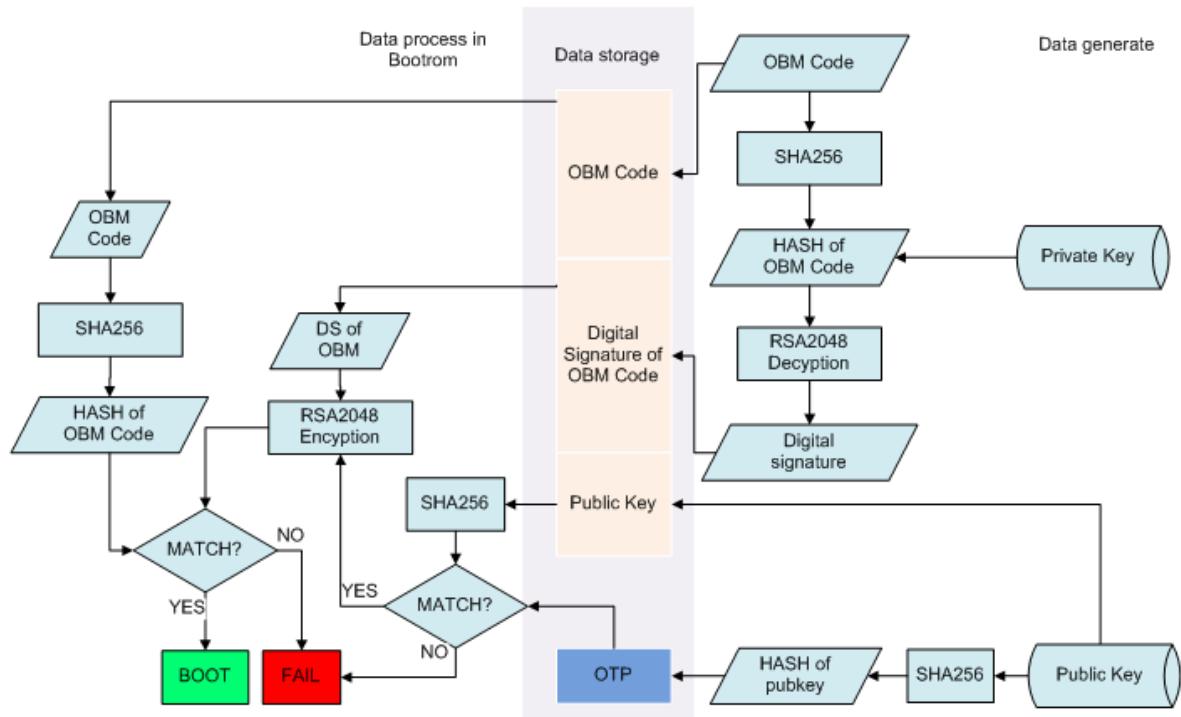 Data process in
Bootrom
Data storage
Data generate
OBM Code
SHA256
OBM Code
OBM
Code
HASH of
OBM Code
Private Key
SHA256
DS of
OBM
Digital
Signature of
OBM Code
RSA2048
Decyption
HASH of
OBM Code
RSA2048
Encyption
Digital
signature
SHA256
Public Key
MATCH?
NO
YES
MATCH?
YES
NO
BOOT
FAIL
OTP
HASH of
pubkey
SHA256
Public Key